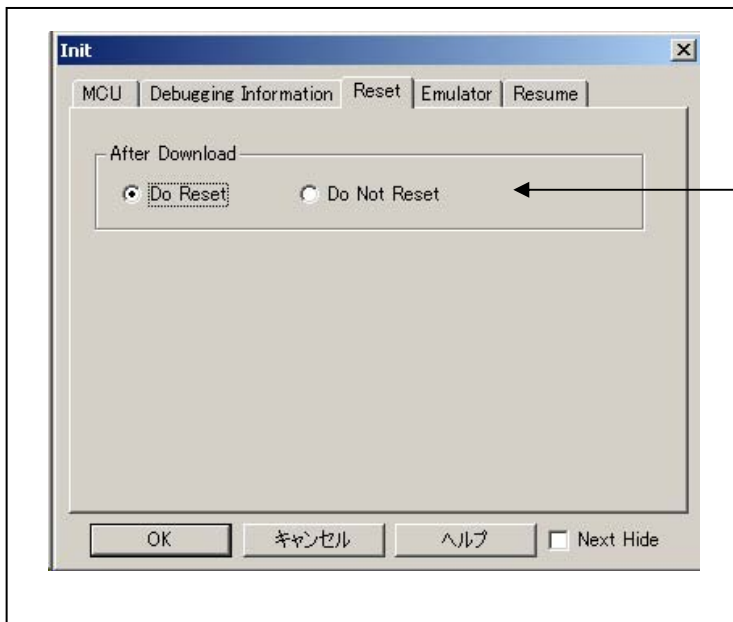 Init
MCU Debugging Information Reset Emulator Resume
After Download
Do Reset Do Not Reset
OK キャンセル ヘルプ Next Hide